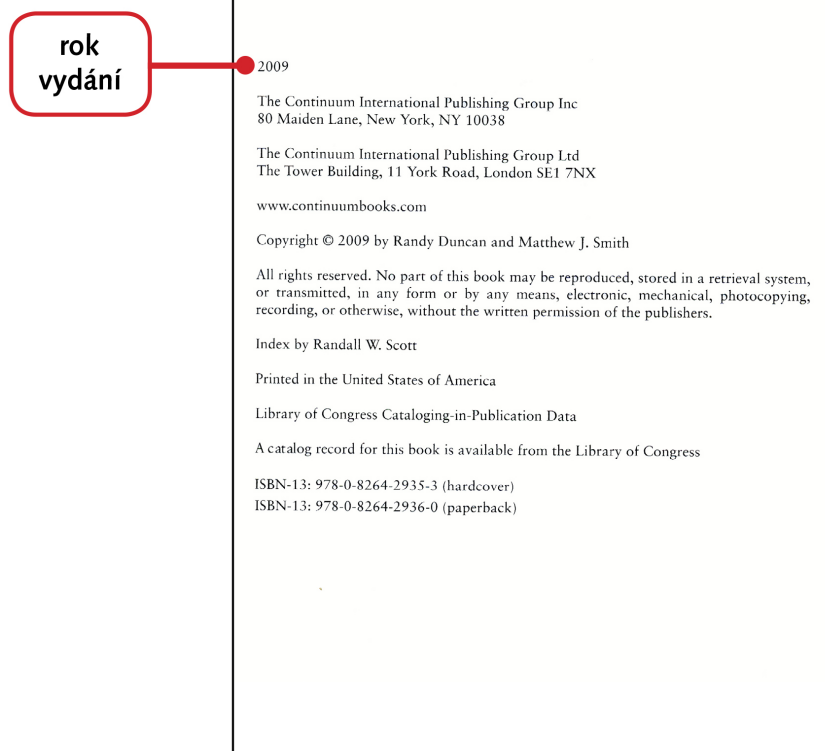 rok
vydání
2009
The Continuum International Publishing Group Inc
80 Maiden Lane, New York, NY 10038
The Continuum International Publishing Group Ltd
The Tower Building, 11 York Road, London SE1 7NX
www.continuumbooks.com
Copyright © 2009 by Randy Duncan and Matthew J. Smith
All rights reserved. No part of this book may be reproduced, stored in a retrieval system,
or transmitted, in any form or by any means, electronic, mechanical, photocopying,
recording, or otherwise, without the written permission of the publishers.
Index by Randall W. Scott
Printed in the United States of America
Library of Congress Cataloging-in-Publication Data
A catalog record for this book is available from the Library of Congress
ISBN-13: 978-0-8264-2935-3 (hardcover)
ISBN-13: 978-0-8264-2936-0 (paperback)